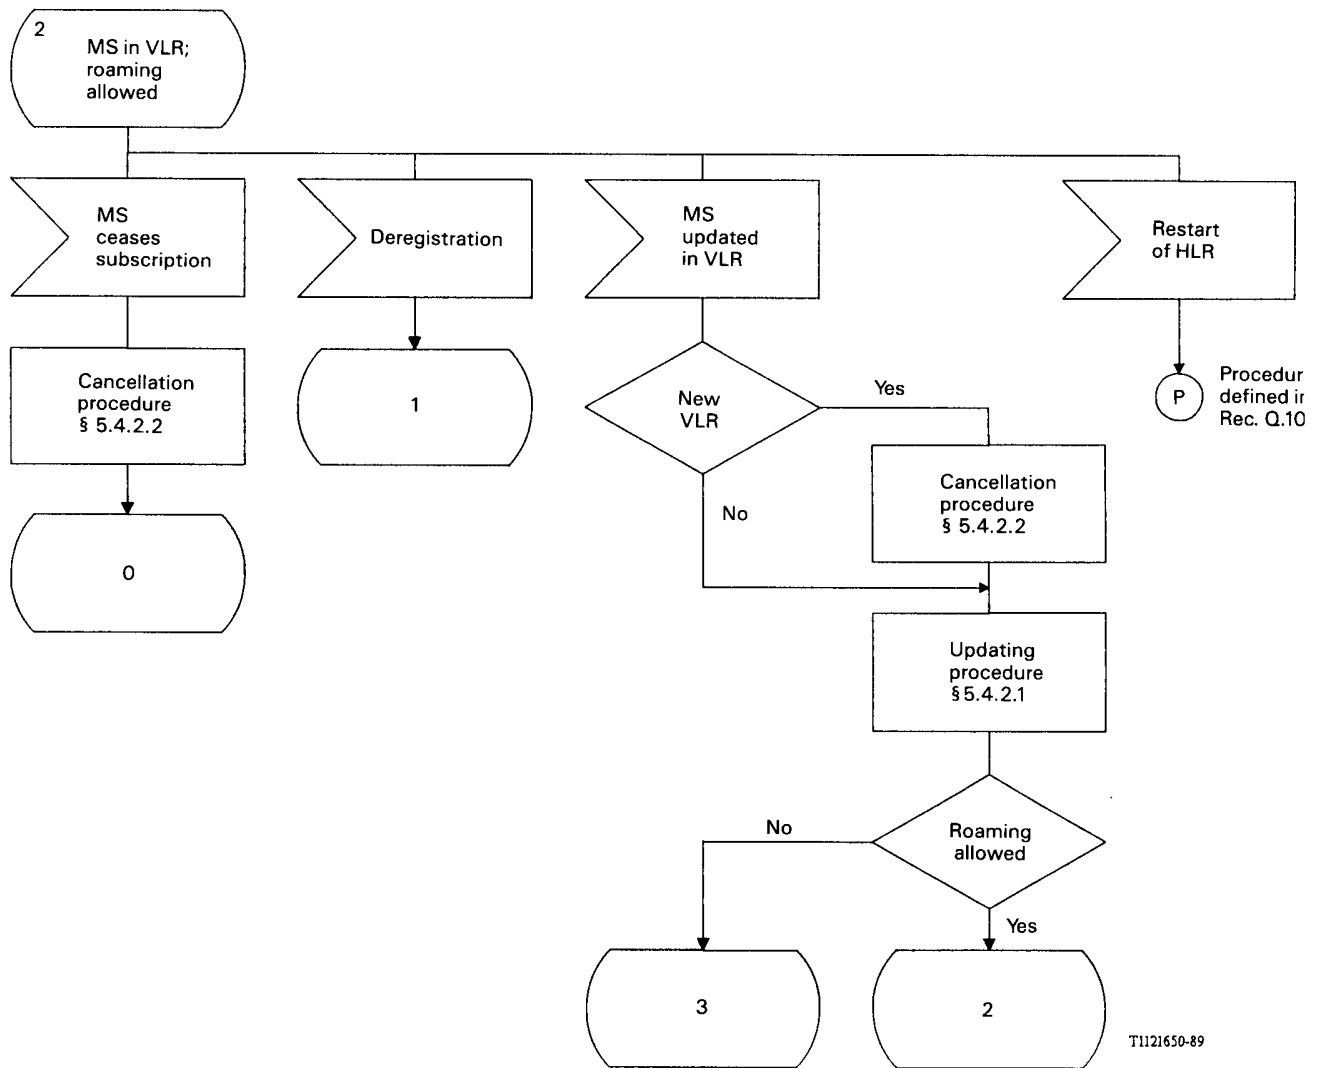 2
MS in VLR;
roaming
allowed
MS
ceases
subscription
Deregistration
MS
updated
in VLR
Restart
of HLR
Cancellation
procedure
§ 5.4.2.2
1
New
VLR
Yes
No
P
Procedur
defined in
Rec. Q.10
Cancellation
procedure
§ 5.4.2.2
0
Updating
procedure
§ 5.4.2.1
Roaming
allowed
No
Yes
3
2
T1121650-89